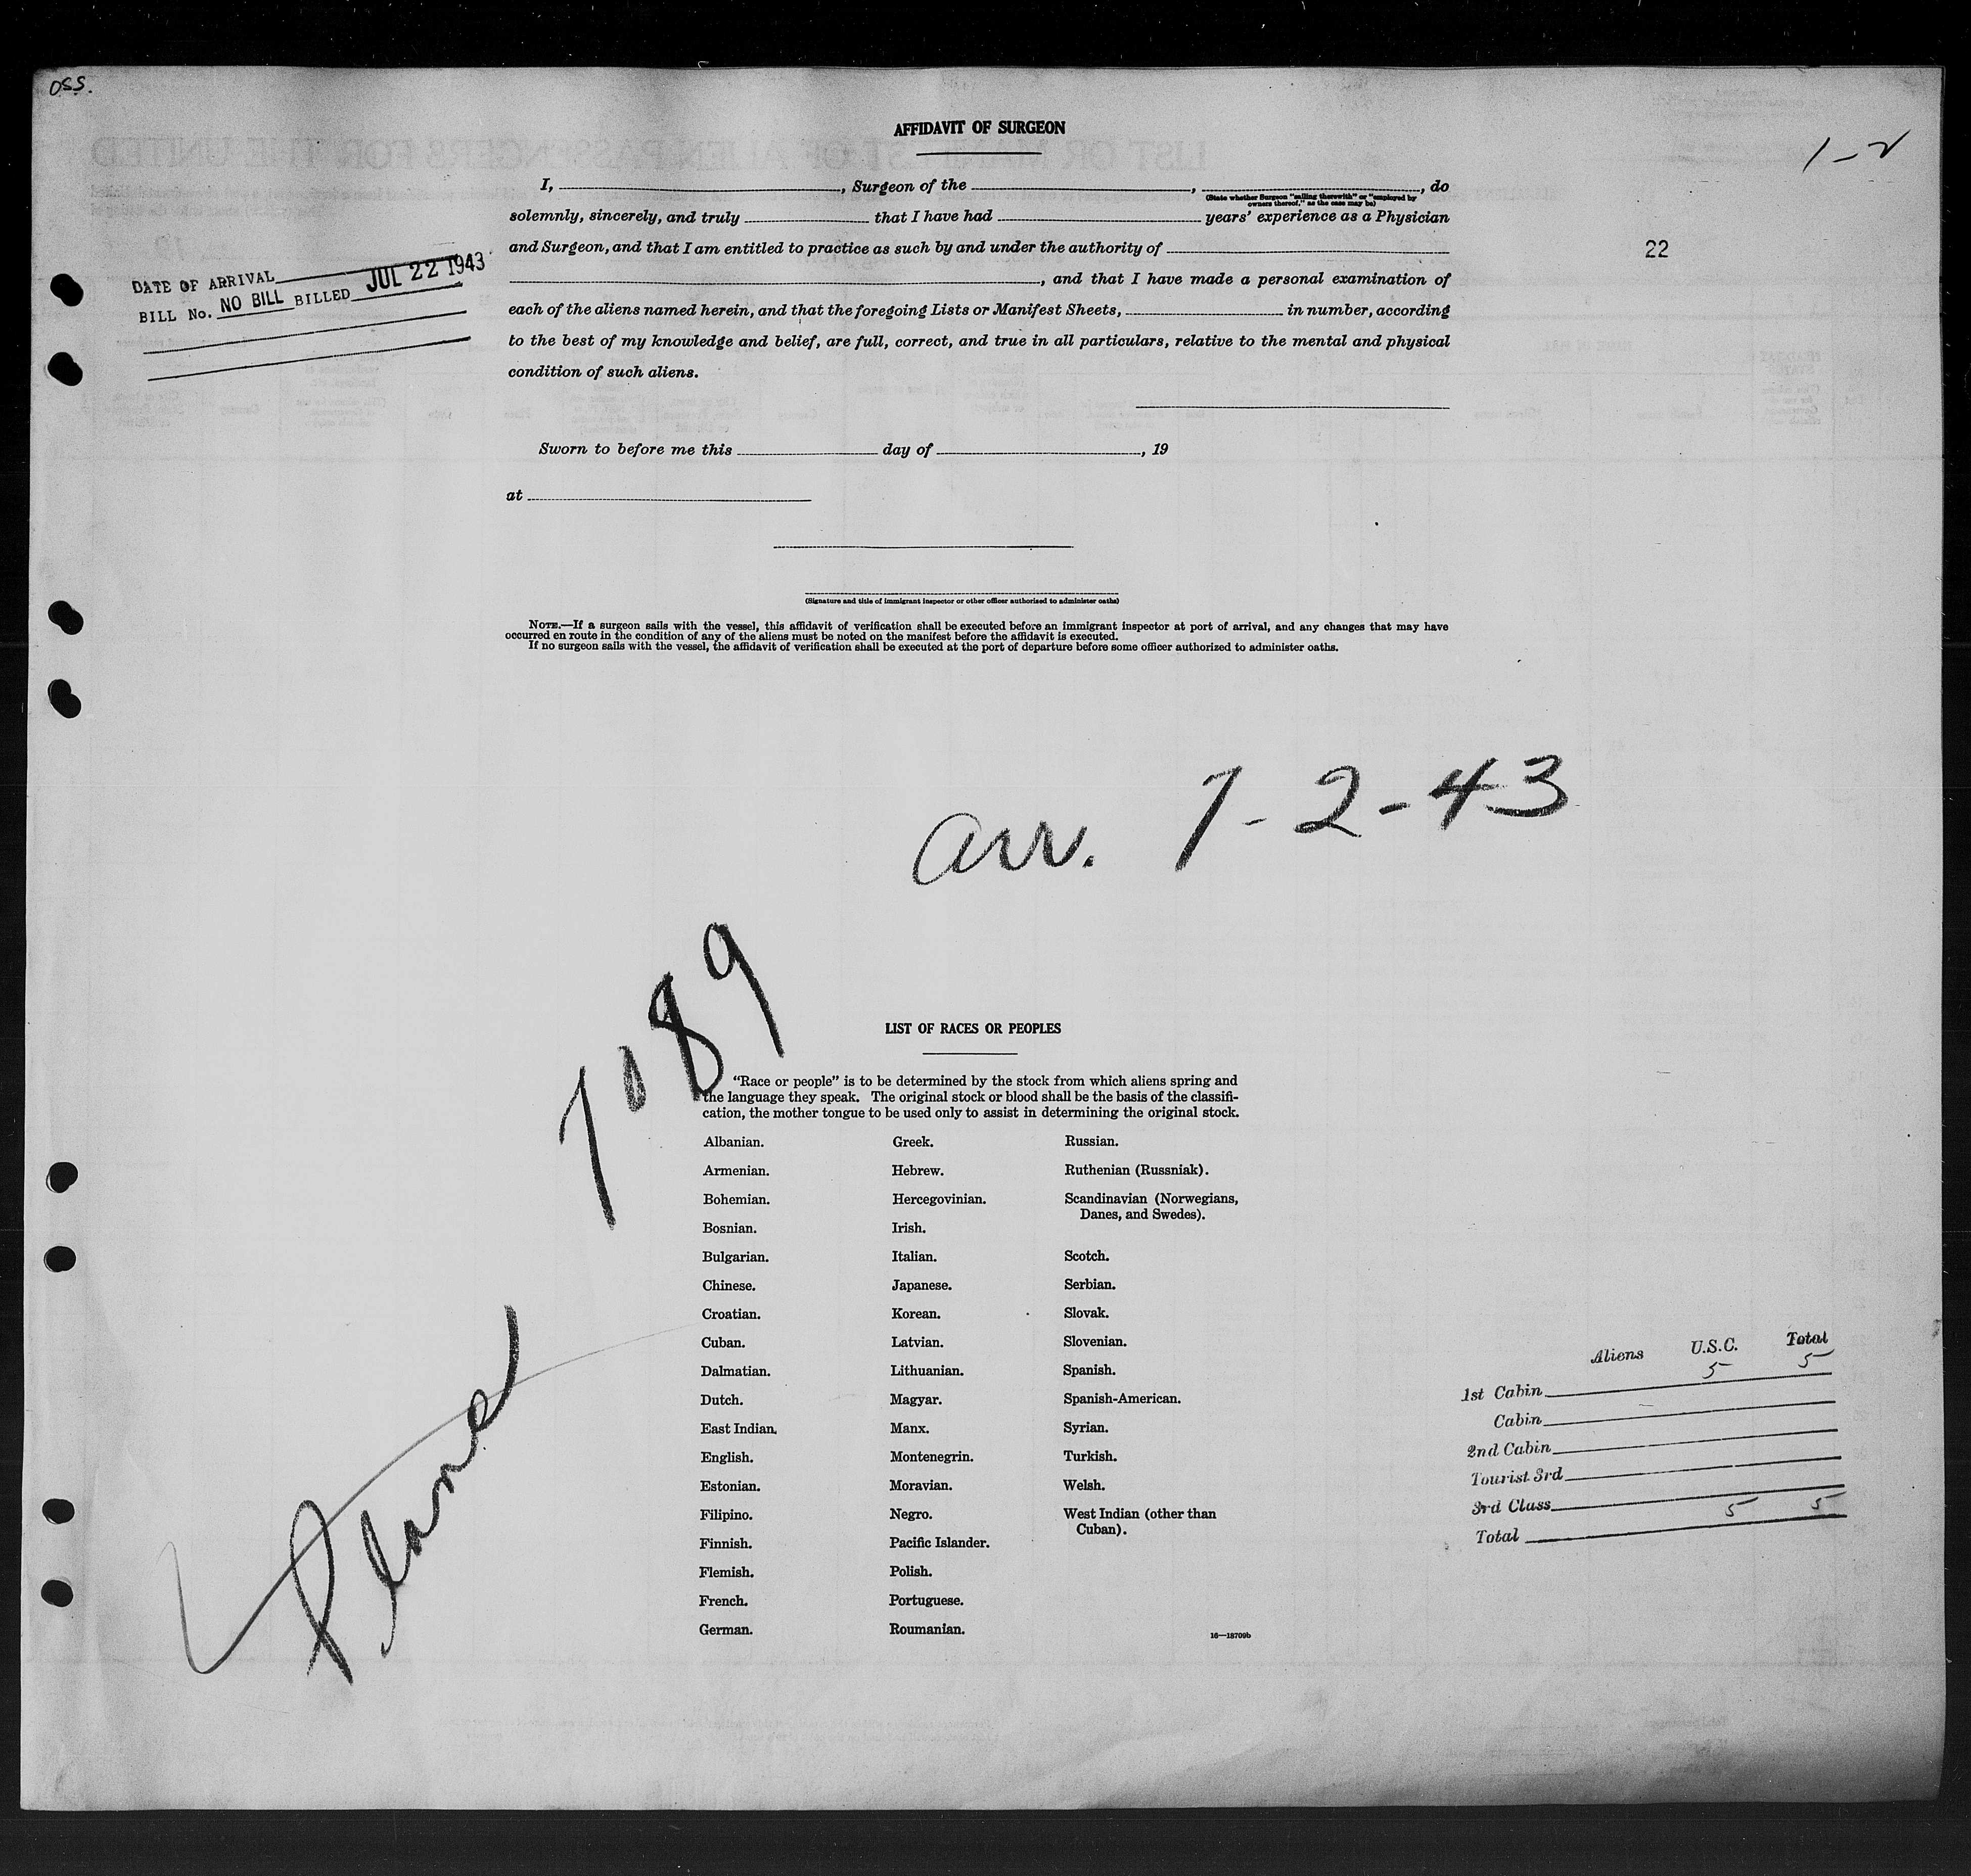 OSS.
AFFIDAVIT OF SURGEON
1-2
I, , Surgeon of the , , do
(State whether Surgeon "sailing therewith" or "employed by
owners thereof," as the case may be)
solemnly, sincerely, and truly that I have had years' experience as a Physician
and Surgeon, and that I am entitled to practice as such by and under the authority of
, and that I have made a personal examination of
each of the aliens named herein, and that the foregoing Lists or Manifest Sheets, in number, according
to the best of my knowledge and belief, are full, correct, and true in all particulars, relative to the mental and physical
condition of such aliens.
22
DATE OF ARRIVAL JUL 22 1943
BILL No. NO BILL BILLED
Sworn to before me this day of , 19
at
(Signature and title of immigrant inspector or other officer authorized to administer oaths)
NOTE.—If a surgeon sails with the vessel, this affidavit of verification shall be executed before an immigrant inspector at port of arrival, and any changes that may have
occurred en route in the condition of any of the aliens must be noted on the manifest before the affidavit is executed.
If no surgeon sails with the vessel, the affidavit of verification shall be executed at the port of departure before some officer authorized to administer oaths.
arr. 7-2-43
7089
Plane
LIST OF RACES OR PEOPLES
"Race or people" is to be determined by the stock from which aliens spring and
the language they speak. The original stock or blood shall be the basis of the classifi-
cation, the mother tongue to be used only to assist in determining the original stock.
Albanian.
Armenian.
Bohemian.
Bosnian.
Bulgarian.
Chinese.
Croatian.
Cuban.
Dalmatian.
Dutch.
East Indian.
English.
Estonian.
Filipino.
Finnish.
Flemish.
French.
German.
Greek.
Hebrew.
Hercegovinian.
Irish.
Italian.
Japanese.
Korean.
Latvian.
Lithuanian.
Magyar.
Manx.
Montenegrin.
Moravian.
Negro.
Pacific Islander.
Polish.
Portuguese.
Roumanian.
Russian.
Ruthenian (Russniak).
Scandinavian (Norwegians,
Danes, and Swedes).
Scotch.
Serbian.
Slovak.
Slovenian.
Spanish.
Spanish-American.
Syrian.
Turkish.
Welsh.
West Indian (other than
Cuban).
16—18709b
Aliens U.S.C. Total
1st Cabin 5 5
Cabin
2nd Cabin
Tourist 3rd
3rd Class
Total 5 5